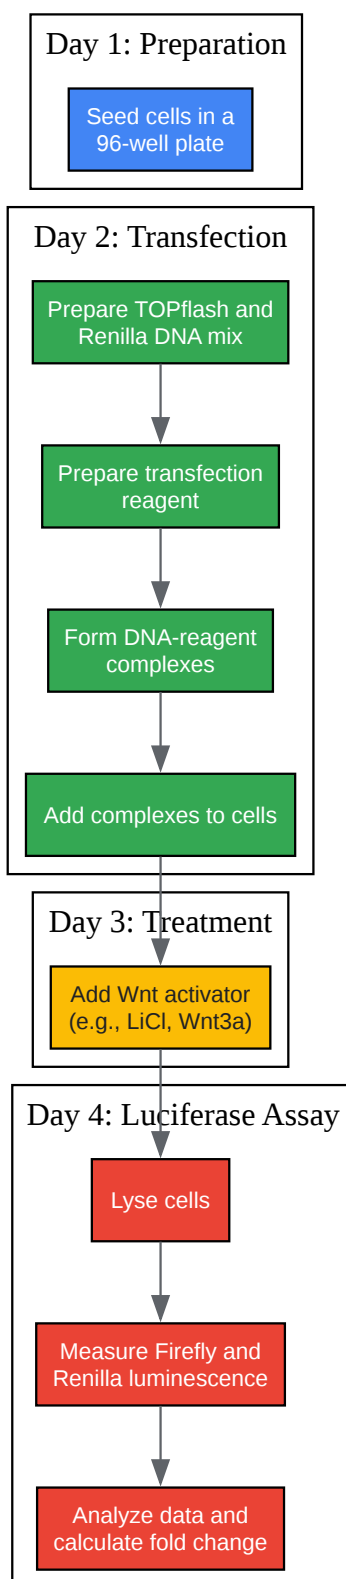 Day 1: Preparation
Seed cells in a
96-well plate
Day 2: Transfection
Prepare TOPflash and
Renilla DNA mix
Prepare transfection
reagent
Form DNA-reagent
complexes
Add complexes to cells
Day 3: Treatment
Add Wnt activator
(e.g., LiCl, Wnt3a)
Day 4: Luciferase Assay
Lyse cells
Measure Firefly and
Renilla luminescence
Analyze data and
calculate fold change